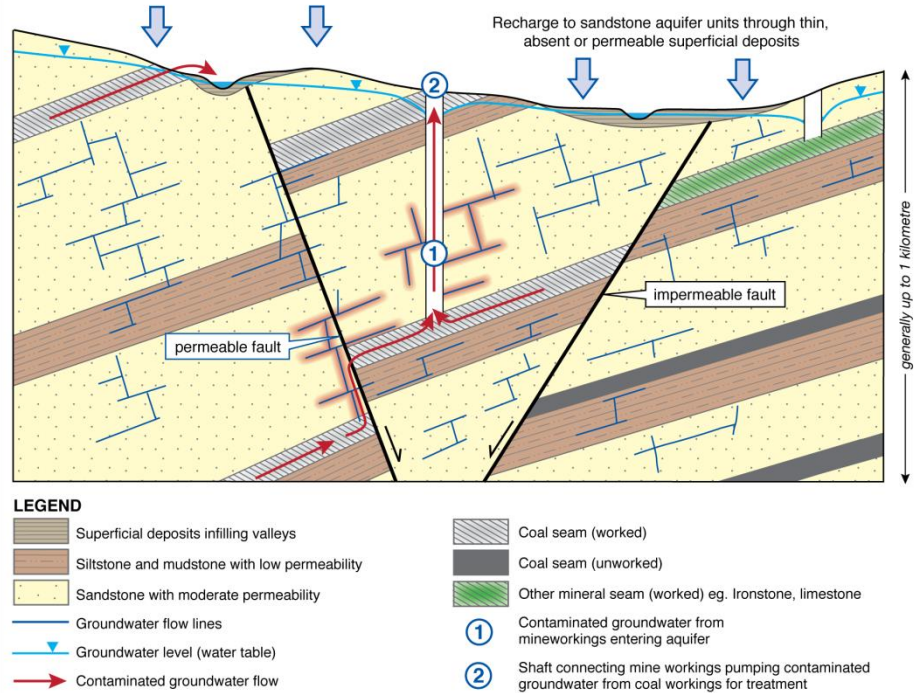 Recharge to sandstone aquifer units through thin,
absent or permeable superficial deposits
2
1
permeable fault
impermeable fault
generally up to 1 kilometre
LEGEND
Superficial deposits infilling valleys
Siltstone and mudstone with low permeability
Sandstone with moderate permeability
Groundwater flow lines
Groundwater level (water table)
Contaminated groundwater flow
Coal seam (worked)
Coal seam (unworked)
Other mineral seam (worked) eg. Ironstone, limestone
1
Contaminated groundwater from
mineworkings entering aquifer
2
Shaft connecting mine workings pumping contaminated
groundwater from coal workings for treatment